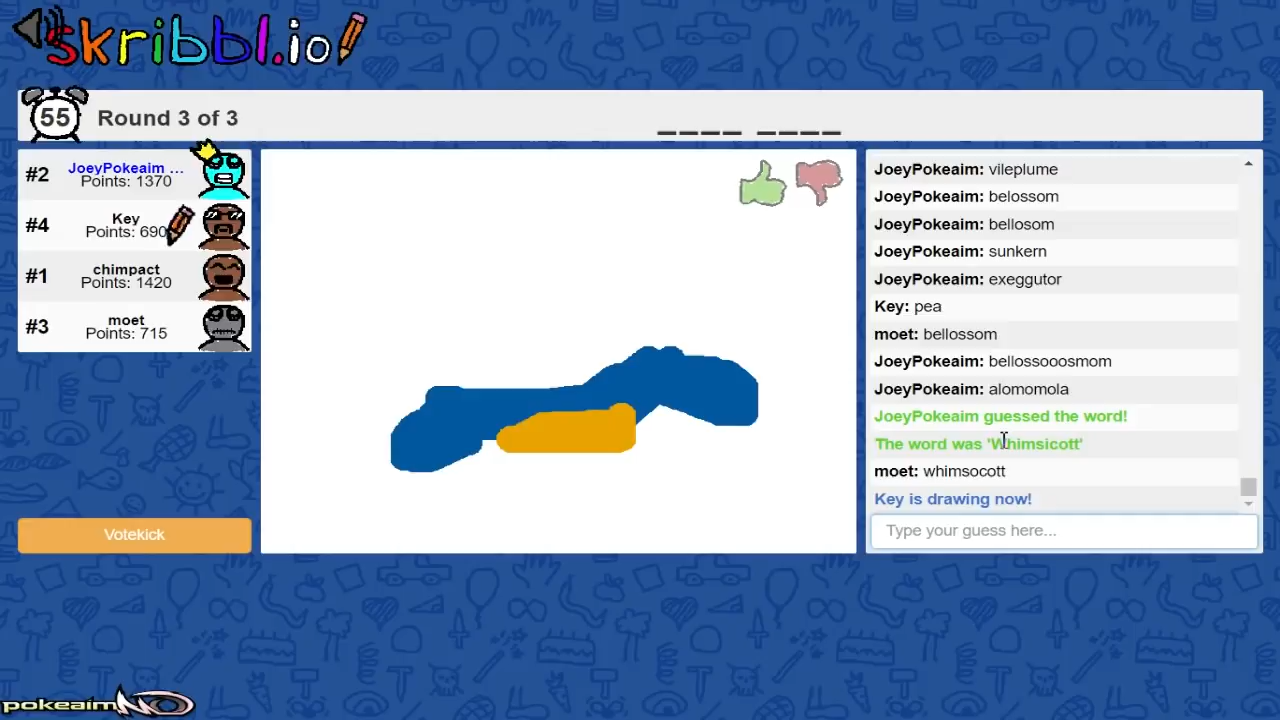 skribbl.io
55
Round 3 of 3
____ ____
#2
JoeyPokeaim ...
Points: 1370
#4
Key
Points: 690
#1
chimpact
Points: 1420
#3
moet
Points: 715
Votekick
JoeyPokeaim: vileplume
JoeyPokeaim: belossom
JoeyPokeaim: bellosom
JoeyPokeaim: sunkern
JoeyPokeaim: exeggutor
Key: pea
moet: bellossom
JoeyPokeaim: bellossooosmom
JoeyPokeaim: alomomola
JoeyPokeaim guessed the word!
The word was 'Whimsicott'
moet: whimsocott
Key is drawing now!
Type your guess here...
pokeaimMD